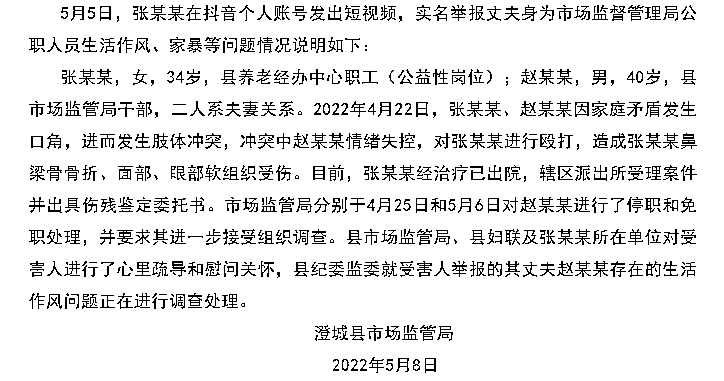 5月5日，张某某在抖音个人账号发出短视频，实名举报丈夫身为市场监督管理局公
职人员生活作风、家暴等问题情况说明如下：
张某某，女，34岁，县养老经办中心职工（公益性岗位）；赵某某，男，40岁，县
市场监管局干部，二人系夫妻关系。2022年4月22日，张某某、赵某某因家庭矛盾发生
口角，进而发生肢体冲突，冲突中赵某某情绪失控，对张某某进行殴打，造成张某某鼻
梁骨骨折、面部、眼部软组织受伤。目前，张某某经治疗已出院，辖区派出所受理案件
并出具伤残鉴定委托书。市场监管局分别于4月25日和5月6日对赵某某进行了停职和免
职处理，并要求其进一步接受组织调查。县市场监管局、县妇联及张某某所在单位对受
害人进行了心里疏导和慰问关怀，县纪委监委就受害人举报的其丈夫赵某某存在的生活
作风问题正在进行调查处理。
澄城县市场监管局
2022年5月8日